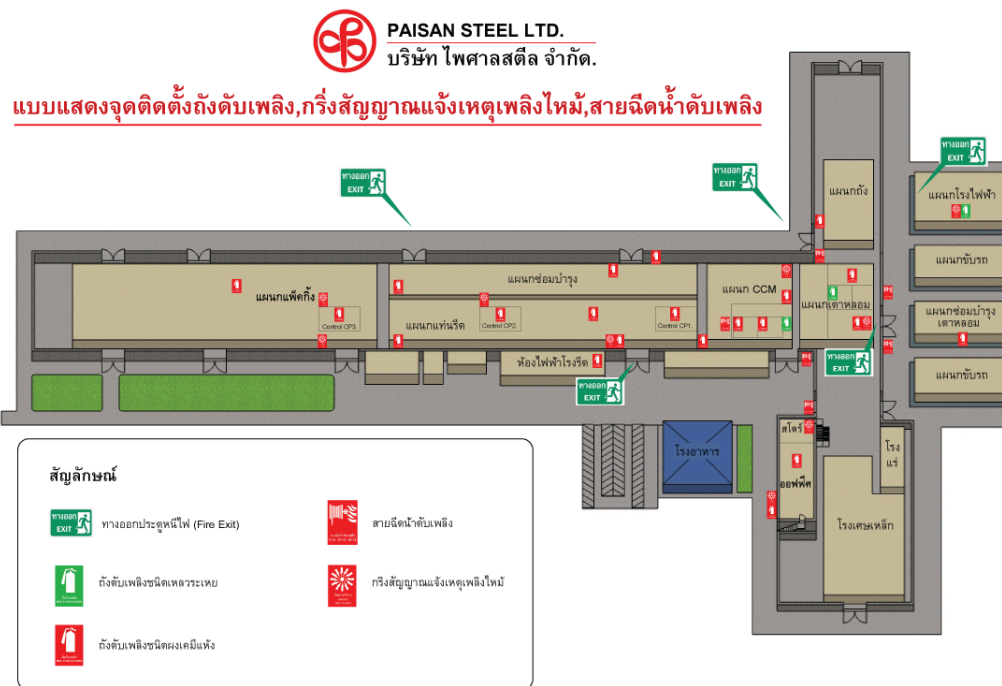 PAISAN STEEL LTD.
บริษัท ไพศาลสตีล จำกัด.
แบบแสดงจุดติดตั้งถังดับเพลิง,กริ่งสัญญาณแจ้งเหตุเพลิงไหม้,สายฉีดน้ำดับเพลิง
ทางออก
EXIT
ทางออก
EXIT
ทางออก
EXIT
แผนกถัง
แผนกโรงไฟฟ้า
แผนกขับรถ
แผนกซ่อมบำรุง
แผนกแพ็คกิ้ง
Control CP3.
แผนกแท่นรีด
Control CP2.
Control CP1.
แผนก CCM
แผนกเตาหลอม
แผนกซ่อมบำรุง
เตาหลอม
ห้องไฟฟ้าโรงรีด
ทางออก
EXIT
ทางออก
EXIT
แผนกขับรถ
โรงอาหาร
สโตร์
ออฟฟิศ
โรง
แร่
โรงเศษเหล็ก
สัญลักษณ์
ทางออก
EXIT
ทางออกประตูหนีไฟ (Fire Exit)
สายฉีดน้ำดับเพลิง
ถังดับเพลิงชนิดเหลวระเหย
กริ่งสัญญาณแจ้งเหตุเพลิงไหม้
ถังดับเพลิงชนิดผงเคมีแห้ง